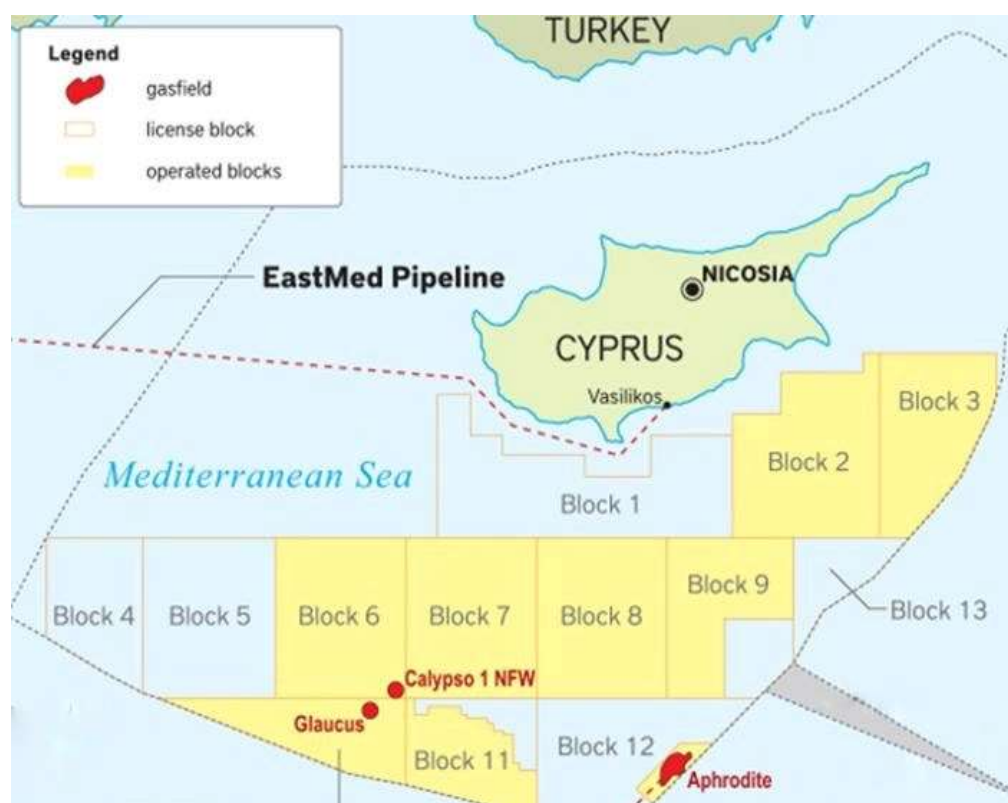 TURKEY
Legend
gasfield
license block
operated blocks
EastMed Pipeline
NICOSIA
CYPRUS
Vasilikos
Block 3
Block 2
Mediterranean Sea
Block 1
Block 9
Block 4
Block 5
Block 6
Block 7
Block 8
Block 13
Calypso 1 NFW
Glaucus
Block 11
Block 12
Aphrodite